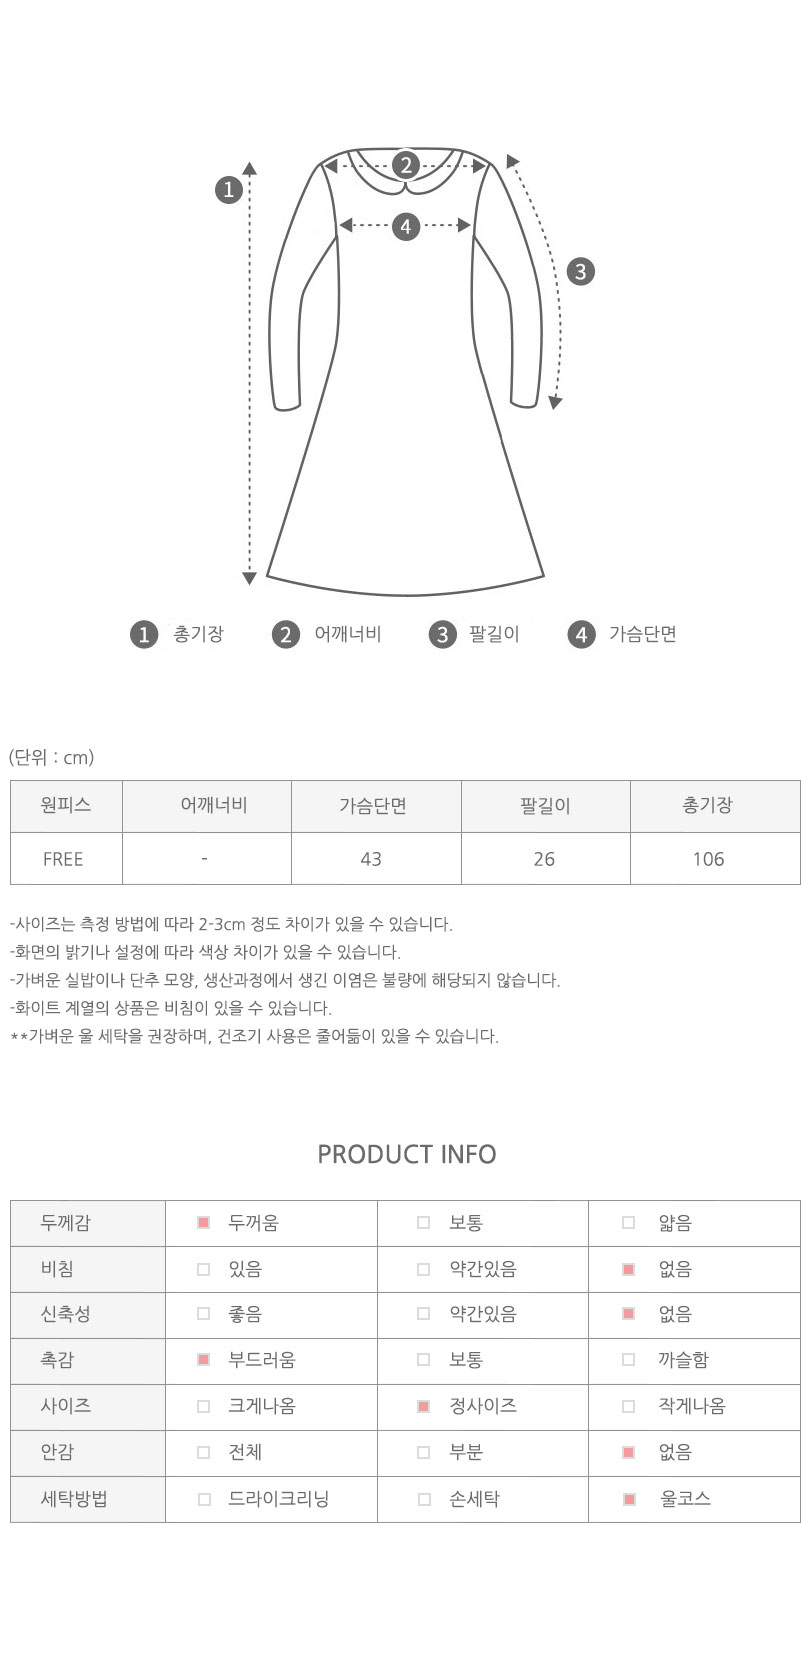 2
1
4
3
1 총기장 2 어깨너비 3 팔길이 4 가슴단면
(단위 : cm)
원피스 어깨너비 가슴단면 팔길이 총기장
FREE - 43 26 106
-사이즈는 측정 방법에 따라 2-3cm 정도 차이가 있을 수 있습니다.
-화면의 밝기나 설정에 따라 색상 차이가 있을 수 있습니다.
-가벼운 실밥이나 단추 모양, 생산과정에서 생긴 이염은 불량에 해당되지 않습니다.
-화이트 계열의 상품은 비침이 있을 수 있습니다.
**가벼운 울 세탁을 권장하며, 건조기 사용은 줄어듦이 있을 수 있습니다.
PRODUCT INFO
두께감 두꺼움 보통 얇음
비침 있음 약간있음 없음
신축성 좋음 약간있음 없음
촉감 부드러움 보통 까슬함
사이즈 크게나옴 정사이즈 작게나옴
안감 전체 부분 없음
세탁방법 드라이크리닝 손세탁 울코스